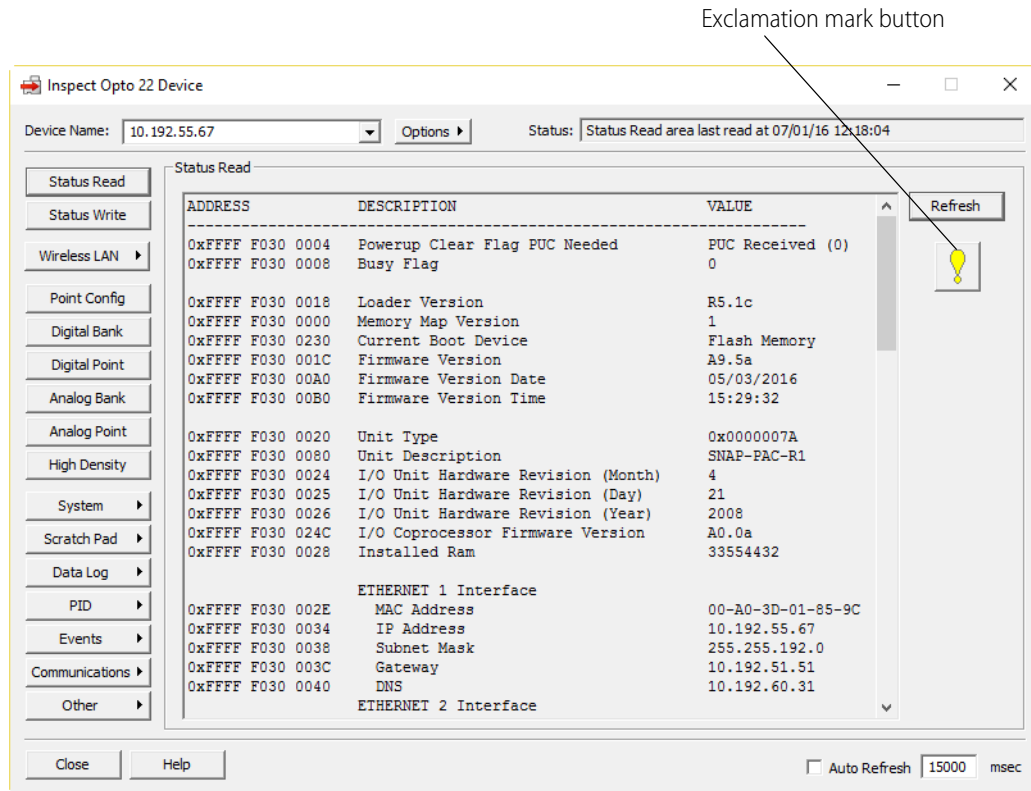 Exclamation mark button
Inspect Opto 22 Device
Device Name: 10.192.55.67 Options Status: Status Read area last read at 07/01/16 12:18:04
Status Read
Status Write
Wireless LAN
Point Config
Digital Bank
Digital Point
Analog Bank
Analog Point
High Density
System
Scratch Pad
Data Log
PID
Events
Communications
Other
Status Read
ADDRESS DESCRIPTION VALUE
--------------------------------------------------------------------
0xFFFF F030 0004 Powerup Clear Flag PUC Needed PUC Received (0)
0xFFFF F030 0008 Busy Flag 0
0xFFFF F030 0018 Loader Version R5.1c
0xFFFF F030 0000 Memory Map Version 1
0xFFFF F030 0230 Current Boot Device Flash Memory
0xFFFF F030 001C Firmware Version A9.5a
0xFFFF F030 00A0 Firmware Version Date 05/03/2016
0xFFFF F030 00B0 Firmware Version Time 15:29:32
0xFFFF F030 0020 Unit Type 0x0000007A
0xFFFF F030 0080 Unit Description SNAP-PAC-R1
0xFFFF F030 0024 I/O Unit Hardware Revision (Month) 4
0xFFFF F030 0025 I/O Unit Hardware Revision (Day) 21
0xFFFF F030 0026 I/O Unit Hardware Revision (Year) 2008
0xFFFF F030 024C I/O Coprocessor Firmware Version A0.0a
0xFFFF F030 0028 Installed Ram 33554432
ETHERNET 1 Interface
0xFFFF F030 002E MAC Address 00-A0-3D-01-85-9C
0xFFFF F030 0034 IP Address 10.192.55.67
0xFFFF F030 0038 Subnet Mask 255.255.192.0
0xFFFF F030 003C Gateway 10.192.51.51
0xFFFF F030 0040 DNS 10.192.60.31
ETHERNET 2 Interface
Refresh
Close Help Auto Refresh 15000 msec